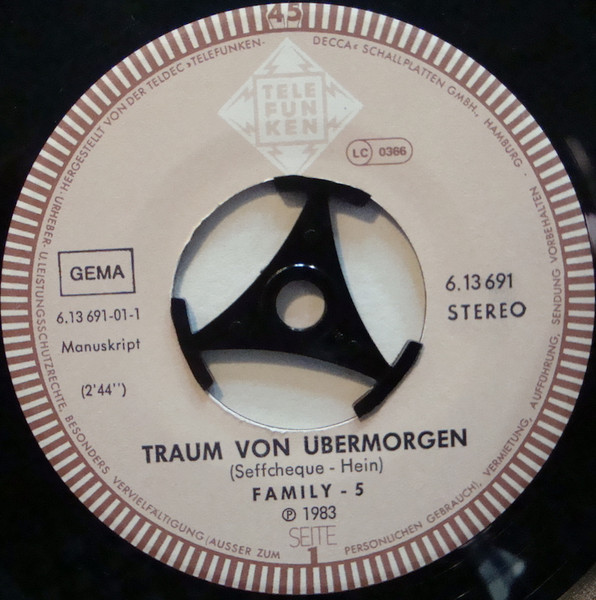 45
HERGESTELLT VON DER TELDEC »TELEFUNKEN-DECCA« SCHALLPLATTEN GMBH, HAMBURG · URHEBER- U. LEISTUNGSSCHUTZRECHTE, BESONDERS VERVIELFÄLTIGUNG (AUSSER ZUM PERSÖNLICHEN GEBRAUCH), VERMIETUNG, AUFFÜHRUNG, SENDUNG VORBEHALTEN ·
TELE
FUN
KEN
LC 0366
GEMA
6.13 691-01-1
Manuskript
(2'44'')
6.13 691
STEREO
TRAUM VON ÜBERMORGEN
(Seffcheque - Hein)
FAMILY - 5
℗ 1983
SEITE
1